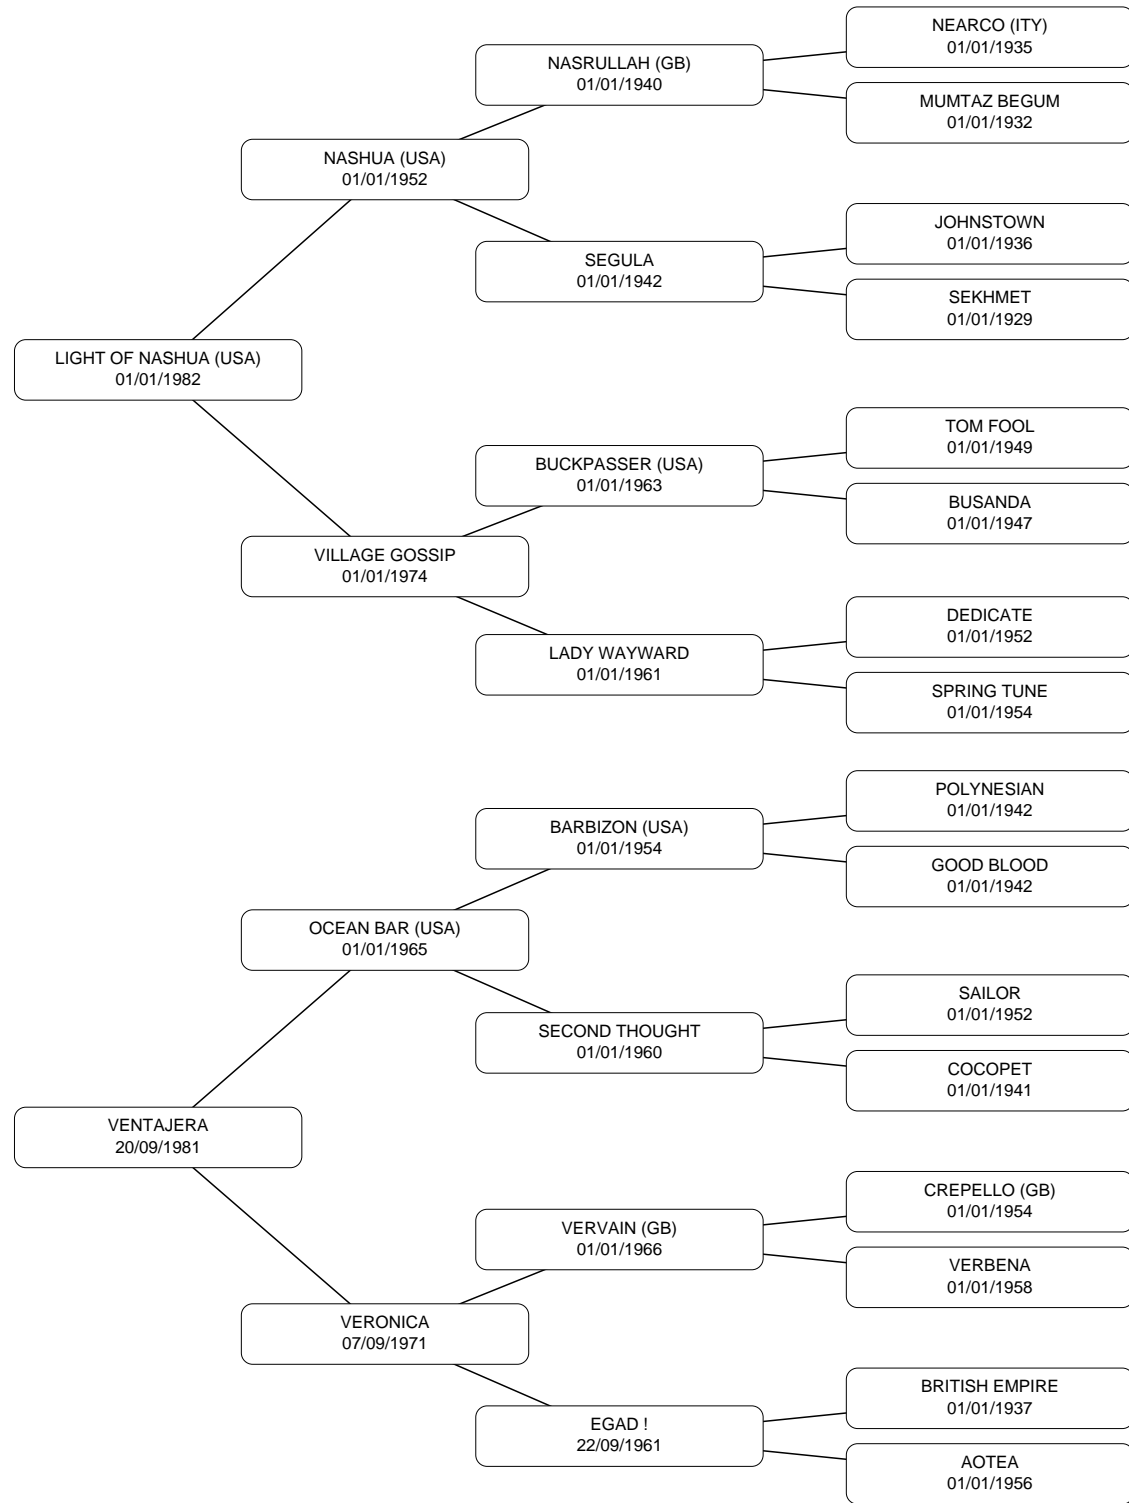 NEARCO (ITY)
01/01/1935
NASRULLAH (GB)
01/01/1940
MUMTAZ BEGUM
01/01/1932
NASHUA (USA)
01/01/1952
JOHNSTOWN
01/01/1936
SEGULA
01/01/1942
SEKHMET
01/01/1929
LIGHT OF NASHUA (USA)
01/01/1982
TOM FOOL
01/01/1949
BUCKPASSER (USA)
01/01/1963
BUSANDA
01/01/1947
VILLAGE GOSSIP
01/01/1974
DEDICATE
01/01/1952
LADY WAYWARD
01/01/1961
SPRING TUNE
01/01/1954
POLYNESIAN
01/01/1942
BARBIZON (USA)
01/01/1954
GOOD BLOOD
01/01/1942
OCEAN BAR (USA)
01/01/1965
SAILOR
01/01/1952
SECOND THOUGHT
01/01/1960
COCOPET
01/01/1941
VENTAJERA
20/09/1981
CREPELLO (GB)
01/01/1954
VERVAIN (GB)
01/01/1966
VERBENA
01/01/1958
VERONICA
07/09/1971
BRITISH EMPIRE
01/01/1937
EGAD !
22/09/1961
AOTEA
01/01/1956